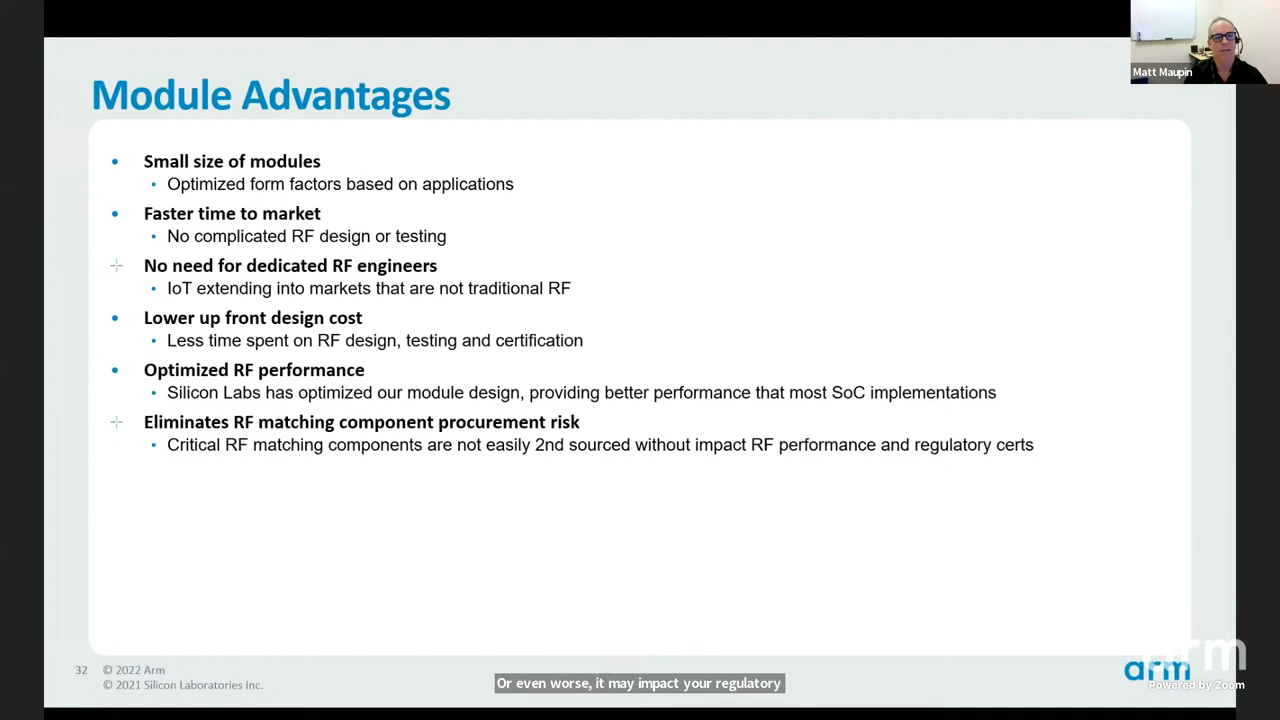 Matt Maupin
Module Advantages
• Small size of modules
• Optimized form factors based on applications
• Faster time to market
• No complicated RF design or testing
No need for dedicated RF engineers
• IoT extending into markets that are not traditional RF
• Lower up front design cost
• Less time spent on RF design, testing and certification
• Optimized RF performance
• Silicon Labs has optimized our module design, providing better performance that most SoC implementations
Eliminates RF matching component procurement risk
• Critical RF matching components are not easily 2nd sourced without impact RF performance and regulatory certs
32 © 2022 Arm
© 2021 Silicon Laboratories Inc.
Or even worse, it may impact your regulatory
arm
arm
Powered by Zoom